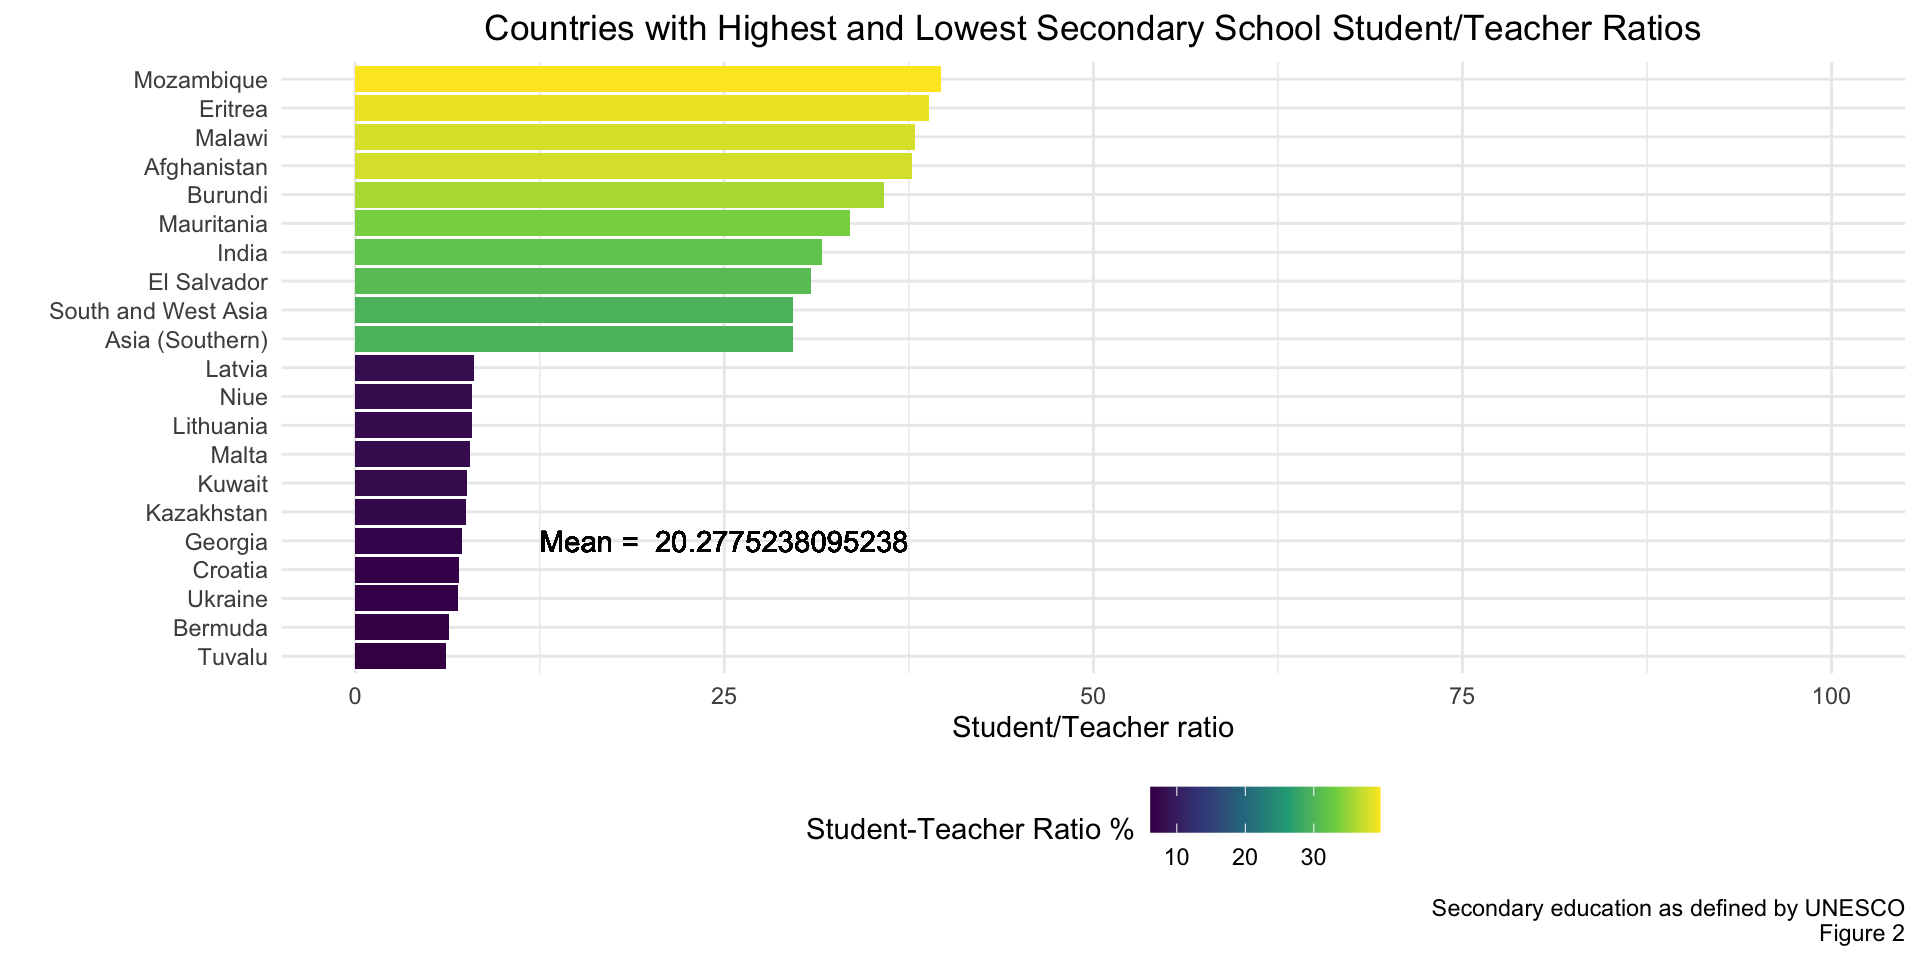 Countries with Highest and Lowest Secondary School Student/Teacher Ratios
Mozambique
Eritrea
Malawi
Afghanistan
Burundi
Mauritania
India
El Salvador
South and West Asia
Asia (Southern)
Latvia
Niue
Lithuania
Malta
Kuwait
Kazakhstan
Georgia
Mean =  20.2775238095238
Croatia
Ukraine
Bermuda
Tuvalu
0 25 50 75 100
Student/Teacher ratio
Student-Teacher Ratio %
10 20 30
Secondary education as defined by UNESCO
Figure 2